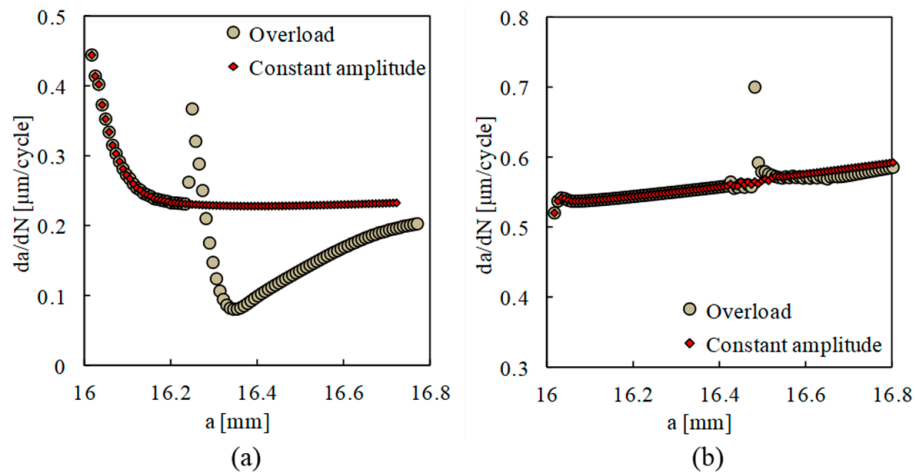 0.5
0.4
0.3
0.2
0.1
0
da/dN [µm/cycle]
Overload
Constant amplitude
16
16.2
16.4
16.6
16.8
a [mm]
(a)
0.8
0.7
0.6
0.5
0.4
0.3
da/dN [µm/cycle]
Overload
Constant amplitude
16
16.2
16.4
16.6
16.8
a [mm]
(b)